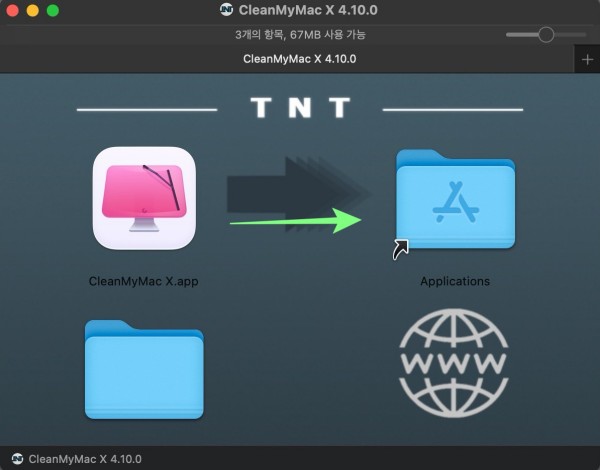 CleanMyMac X 4.10.0
3개의 항목, 67MB 사용 가능
CleanMyMac X 4.10.0
TNT
CleanMyMac X.app
Applications
WWW
CleanMyMac X 4.10.0